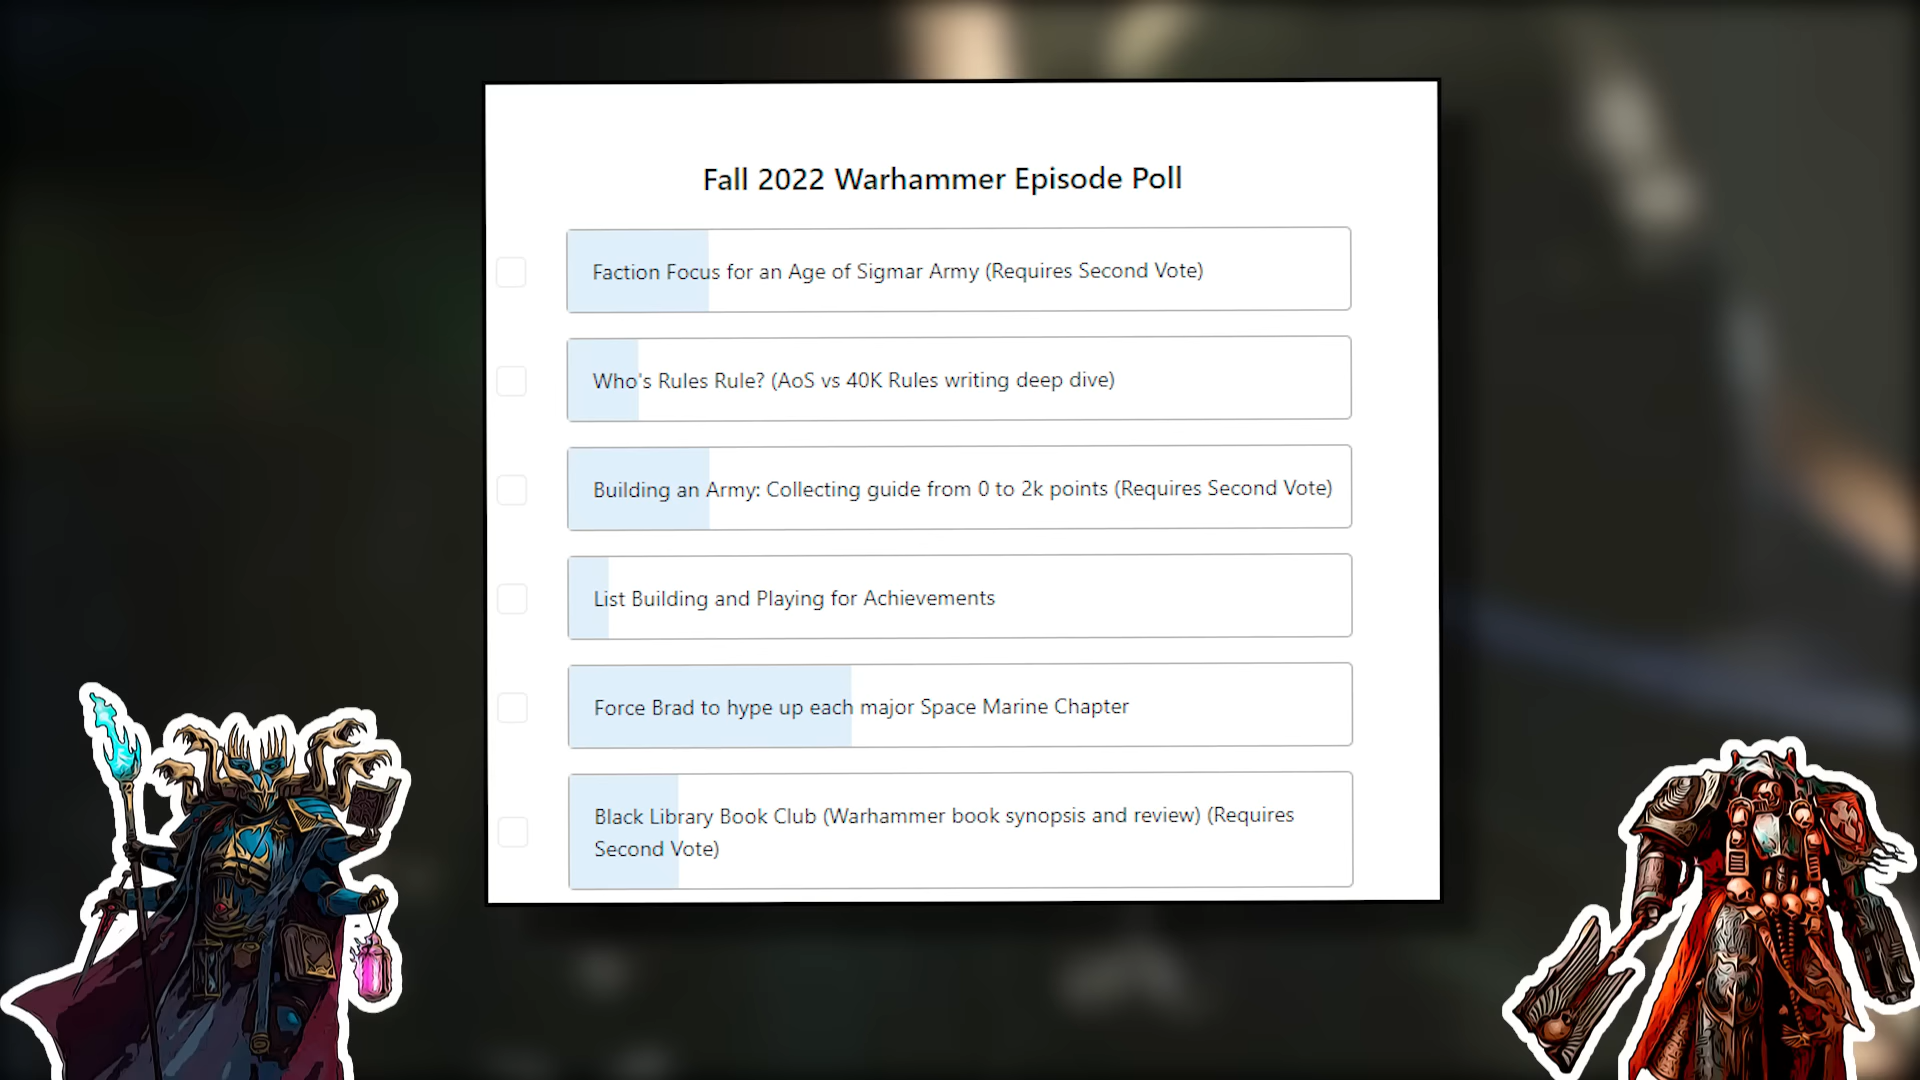 Fall 2022 Warhammer Episode Poll
Faction Focus for an Age of Sigmar Army (Requires Second Vote)
Who's Rules Rule? (AoS vs 40K Rules writing deep dive)
Building an Army: Collecting guide from 0 to 2k points (Requires Second Vote)
List Building and Playing for Achievements
Force Brad to hype up each major Space Marine Chapter
Black Library Book Club (Warhammer book synopsis and review) (Requires
Second Vote)